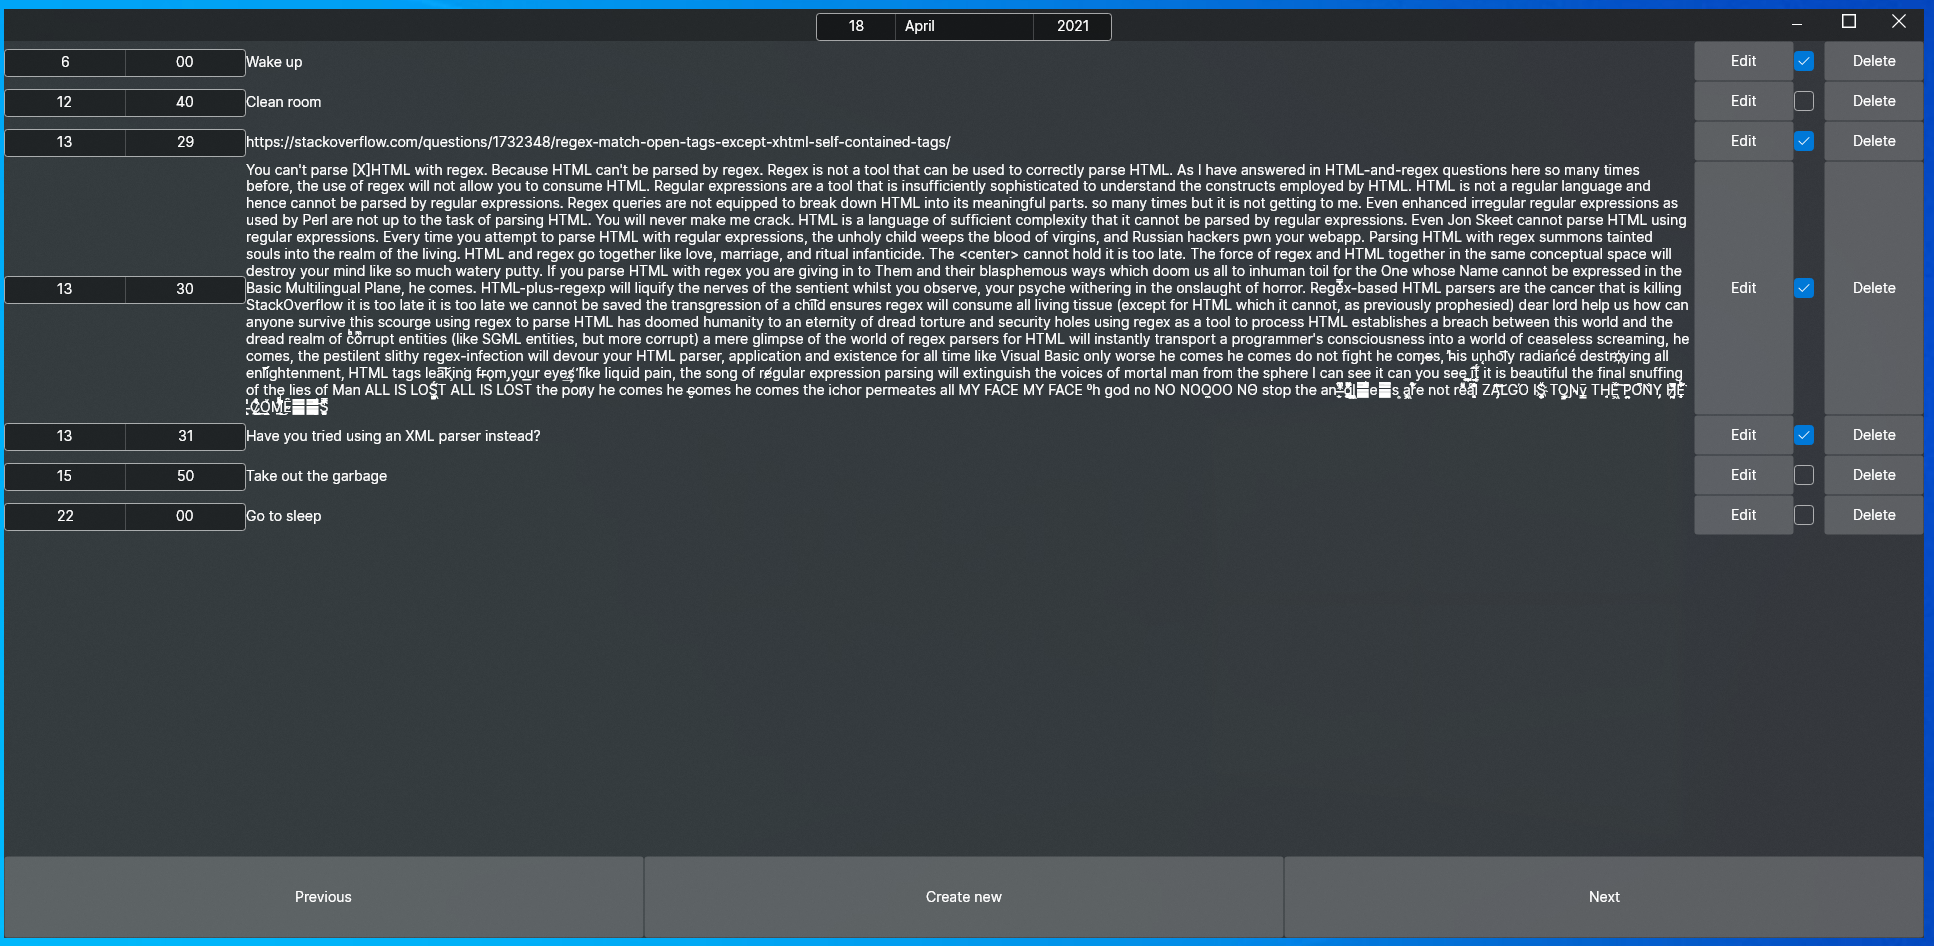 18 April 2021
6 00 Wake up Edit Delete
12 40 Clean room Edit Delete
13 29 https://stackoverflow.com/questions/1732348/regex-match-open-tags-except-xhtml-self-contained-tags/ Edit Delete
You can't parse [X]HTML with regex. Because HTML can't be parsed by regex. Regex is not a tool that can be used to correctly parse HTML. As I have answered in HTML-and-regex questions here so many times
before, the use of regex will not allow you to consume HTML. Regular expressions are a tool that is insufficiently sophisticated to understand the constructs employed by HTML. HTML is not a regular language and
hence cannot be parsed by regular expressions. Regex queries are not equipped to break down HTML into its meaningful parts. so many times but it is not getting to me. Even enhanced irregular regular expressions as
used by Perl are not up to the task of parsing HTML. You will never make me crack. HTML is a language of sufficient complexity that it cannot be parsed by regular expressions. Even Jon Skeet cannot parse HTML using
regular expressions. Every time you attempt to parse HTML with regular expressions, the unholy child weeps the blood of virgins, and Russian hackers pwn your webapp. Parsing HTML with regex summons tainted
souls into the realm of the living. HTML and regex go together like love, marriage, and ritual infanticide. The <center> cannot hold it is too late. The force of regex and HTML together in the same conceptual space will
destroy your mind like so much watery putty. If you parse HTML with regex you are giving in to Them and their blasphemous ways which doom us all to inhuman toil for the One whose Name cannot be expressed in the
13 30 Basic Multilingual Plane, he comes. HTML-plus-regexp will liquify the nerves of the sentient whilst you observe, your psyche withering in the onslaught of horror. Regex-based HTML parsers are the cancer that is killing Edit Delete
StackOverflow it is too late it is too late we cannot be saved the transgression of a child ensures regex will consume all living tissue (except for HTML which it cannot, as previously prophesied) dear lord help us how can
anyone survive this scourge using regex to parse HTML has doomed humanity to an eternity of dread torture and security holes using regex as a tool to process HTML establishes a breach between this world and the
dread realm of corrupt entities (like SGML entities, but more corrupt) a mere glimpse of the world of regex parsers for HTML will instantly transport a programmer's consciousness into a world of ceaseless screaming, he
comes, the pestilent slithy regex-infection will devour your HTML parser, application and existence for all time like Visual Basic only worse he comes he comes do not fight he comes, his unholy radiancé destroying all
enlightenment, HTML tags leaking from your eyes like liquid pain, the song of regular expression parsing will extinguish the voices of mortal man from the sphere I can see it can you see it it is beautiful the final snuffing
of the lies of Man ALL IS LOST ALL IS LOST the pony he comes he comes he comes the ichor permeates all MY FACE MY FACE ᵒh god no NO NOOOO NΘ stop the are not real ZALGO IS TONY THE PONY, HE
COMES
13 31 Have you tried using an XML parser instead? Edit Delete
15 50 Take out the garbage Edit Delete
22 00 Go to sleep Edit Delete
Previous Create new Next